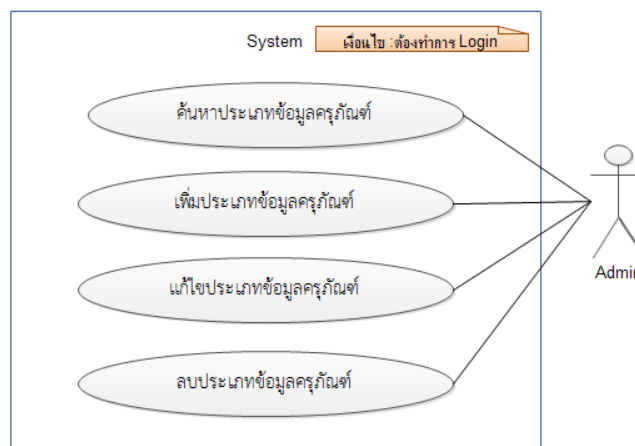 System
เงื่อนไข :ต้องทำการ Login
ค้นหาประเภทข้อมูลครุภัณฑ์
เพิ่มประเภทข้อมูลครุภัณฑ์
แก้ไขประเภทข้อมูลครุภัณฑ์
ลบประเภทข้อมูลครุภัณฑ์
Admin